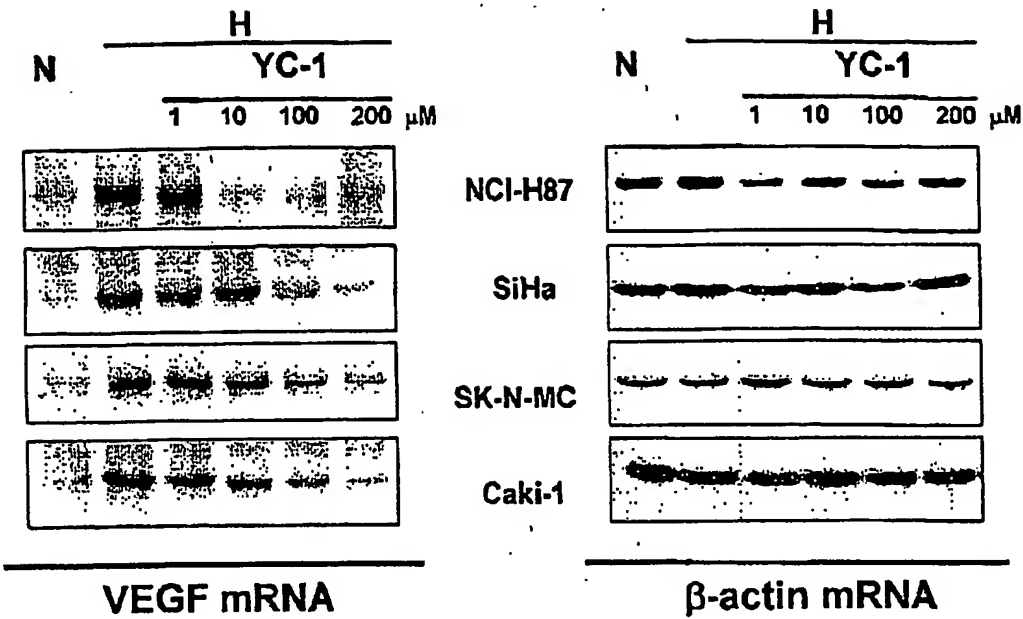 H
N YC-1
1 10 100 200 μM
H
N YC-1
1 10 100 200 μM
NCI-H87
SiHa
SK-N-MC
Caki-1
VEGF mRNA
β-actin mRNA